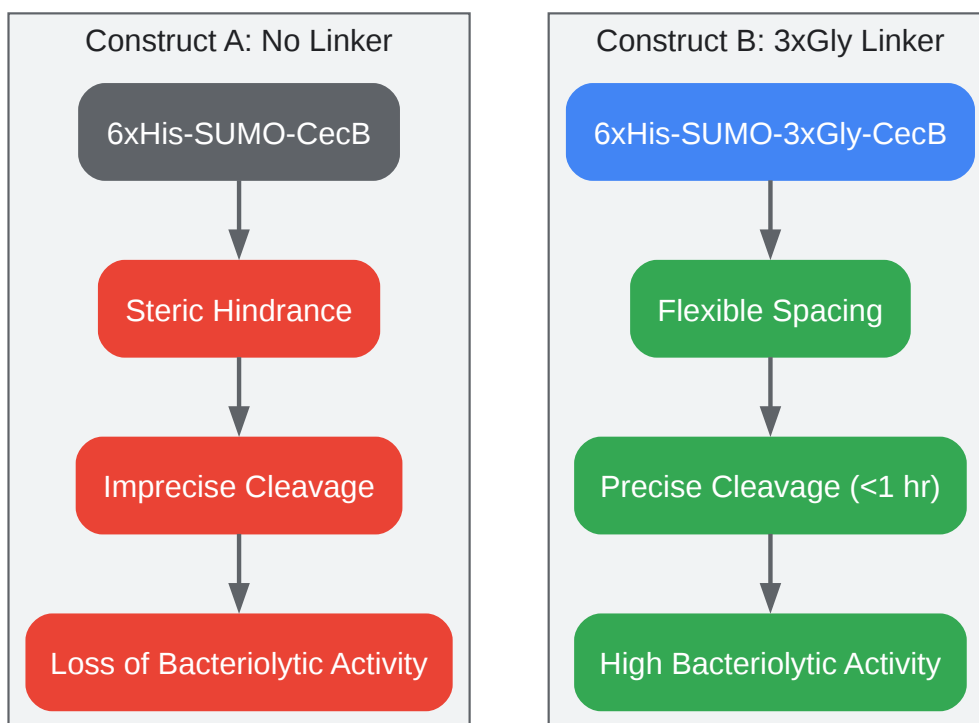 Construct A: No Linker
6xHis-SUMO-CecB
Steric Hindrance
Imprecise Cleavage
Loss of Bacteriolytic Activity
Construct B: 3xGly Linker
6xHis-SUMO-3xGly-CecB
Flexible Spacing
Precise Cleavage (<1 hr)
High Bacteriolytic Activity